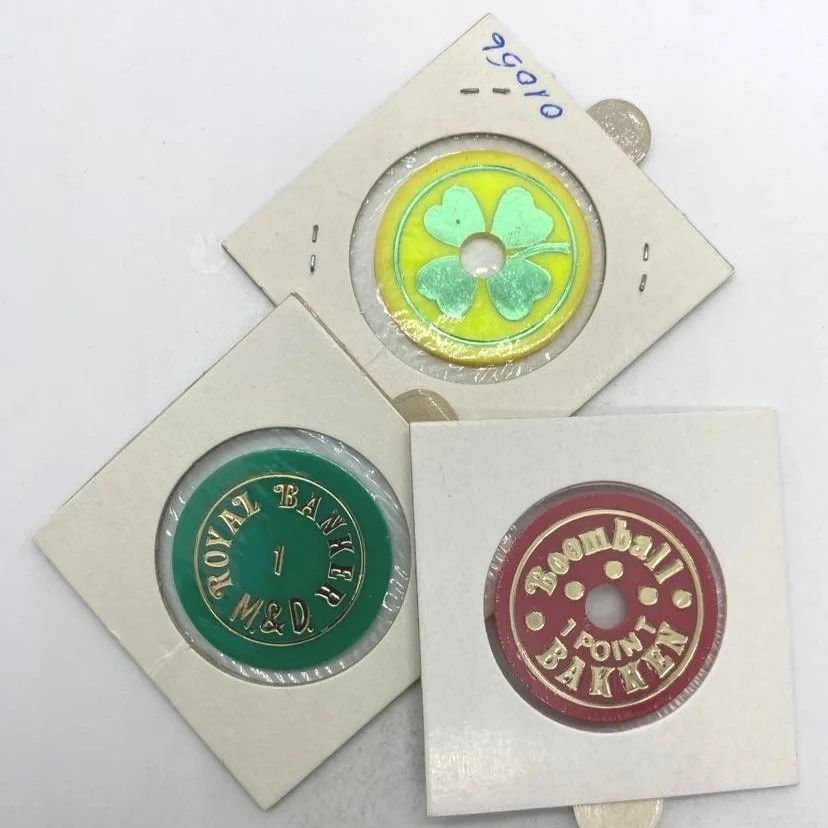 01056
ROYAL BANKER
1
M.&D.
Boomball
1 POINT
BAKKEN